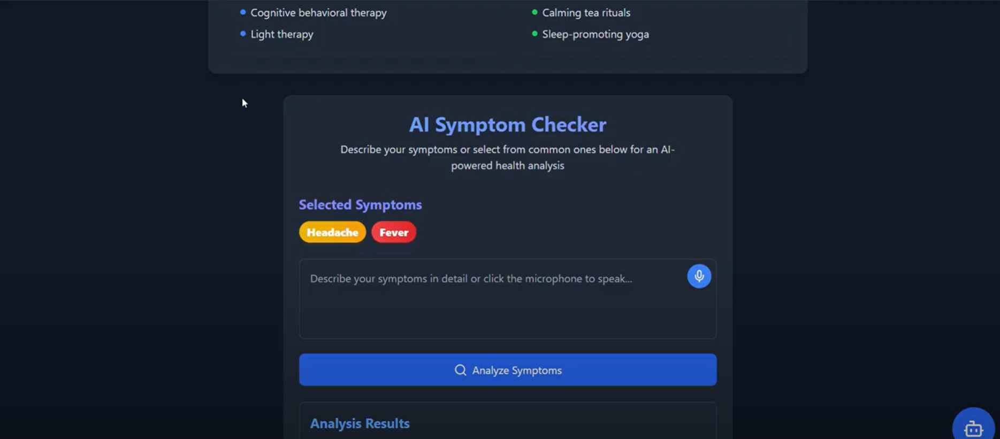 Cognitive behavioral therapy
Light therapy
Calming tea rituals
Sleep-promoting yoga
AI Symptom Checker
Describe your symptoms or select from common ones below for an AI-
powered health analysis
Selected Symptoms
Headache Fever
Describe your symptoms in detail or click the microphone to speak...
Analyze Symptoms
Analysis Results